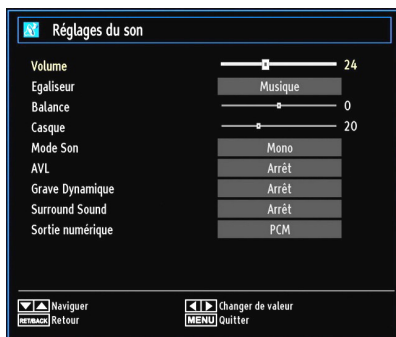 Réglages du son
Volume 24
Egaliseur Musique
Balance 0
Casque 20
Mode Son Mono
AVL Arrêt
Grave Dynamique Arrêt
Surround Sound Arrêt
Sortie numérique PCM
Naviguer Changer de valeur
RET/BACK Retour MENU Quitter